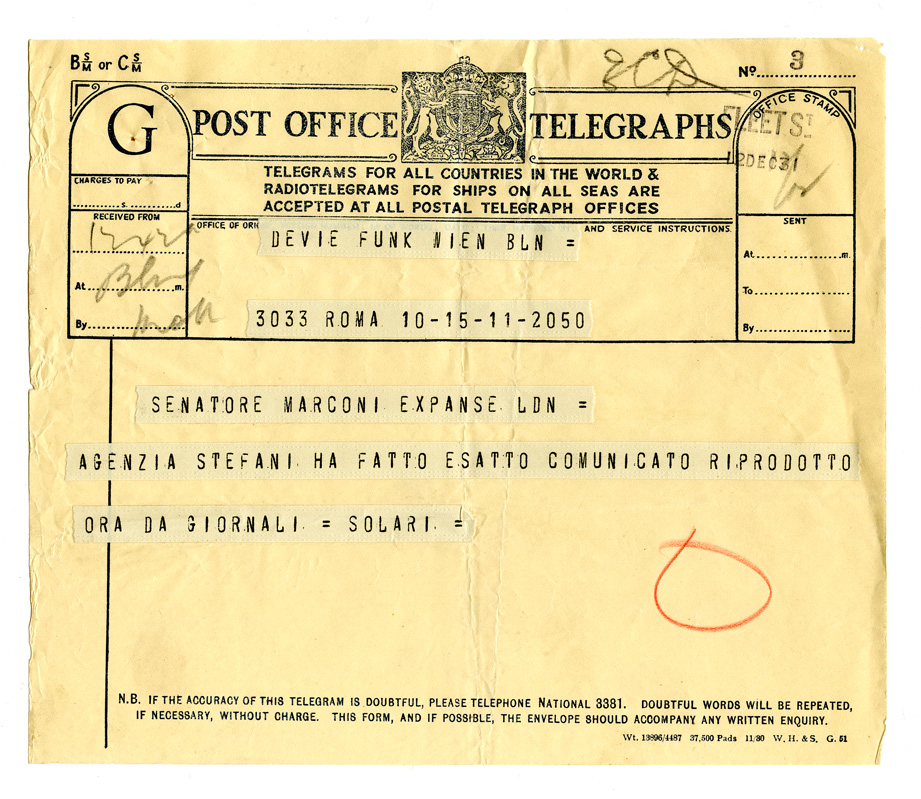 B S/M or C S/M
No. 3
G
POST OFFICE TELEGRAPHS
OFFICE STAMP
FLEET ST
12 DEC 31
TELEGRAMS FOR ALL COUNTRIES IN THE WORLD &
RADIOTELEGRAMS FOR SHIPS ON ALL SEAS ARE
ACCEPTED AT ALL POSTAL TELEGRAPH OFFICES
CHARGES TO PAY
s. d
RECEIVED FROM
At m.
By
OFFICE OF ORI AND SERVICE INSTRUCTIONS.
SENT
At m.
To
By
DEVIE FUNK WIEN BLN =
3033 ROMA 10-15-11-2050
SENATORE MARCONI EXPANSE LDN =
AGENZIA STEFANI HA FATTO ESATTO COMUNICATO RIPRODOTTO
ORA DA GIORNALI = SOLARI =
N.B. IF THE ACCURACY OF THIS TELEGRAM IS DOUBTFUL, PLEASE TELEPHONE NATIONAL 3381. DOUBTFUL WORDS WILL BE REPEATED,
IF NECESSARY, WITHOUT CHARGE. THIS FORM, AND IF POSSIBLE, THE ENVELOPE SHOULD ACCOMPANY ANY WRITTEN ENQUIRY.
Wt. 13896/4487 37,500 Pads 11/30 W. H. & S. G. 51